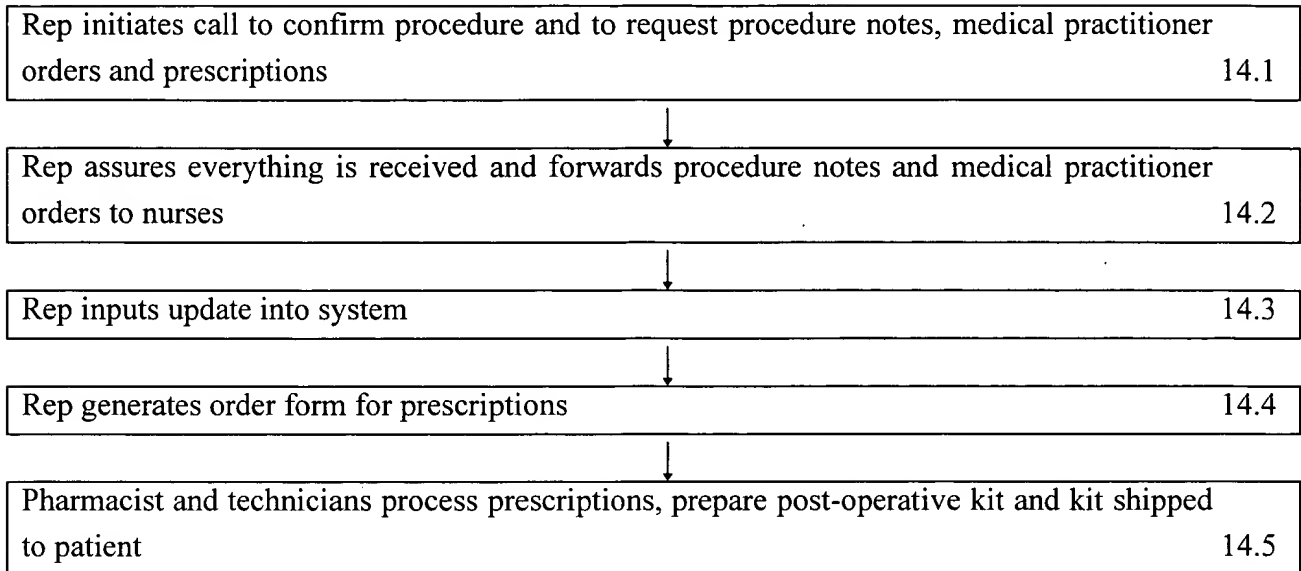 Rep initiates call to confirm procedure and to request procedure notes, medical practitioner
orders and prescriptions 14.1
Rep assures everything is received and forwards procedure notes and medical practitioner
orders to nurses 14.2
Rep inputs update into system 14.3
Rep generates order form for prescriptions 14.4
Pharmacist and technicians process prescriptions, prepare post-operative kit and kit shipped
to patient 14.5